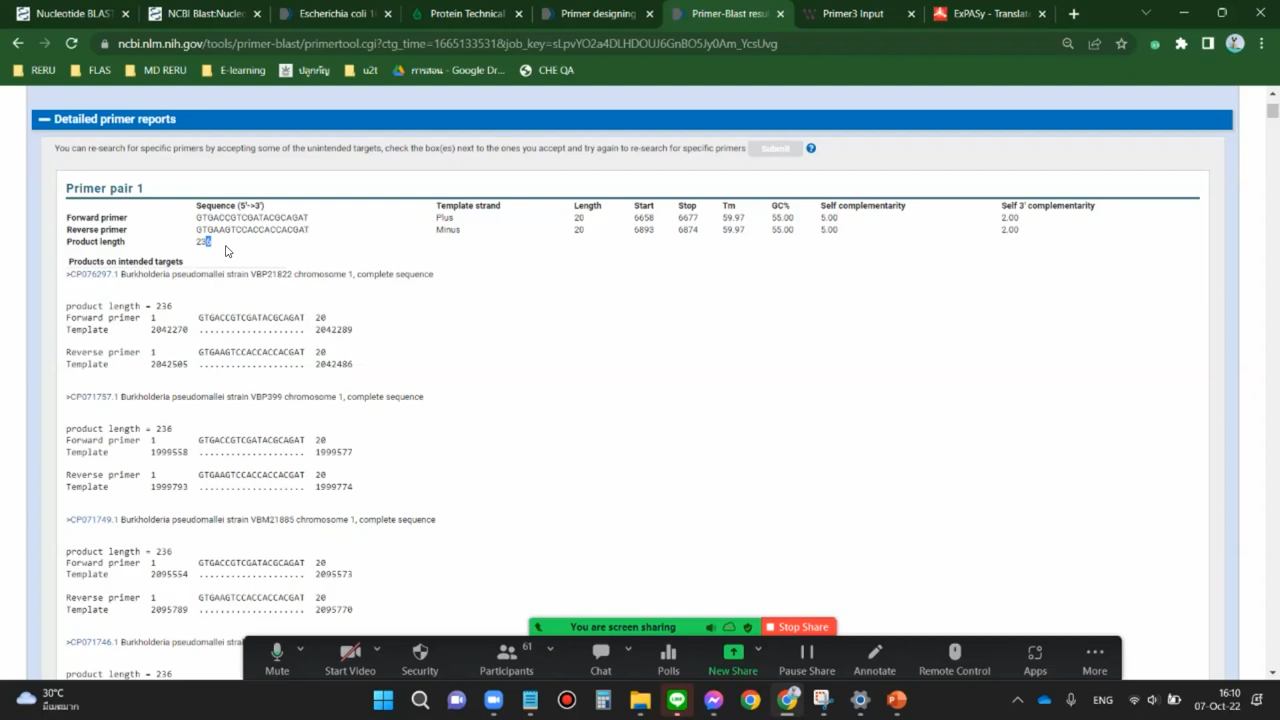 Nucleotide BLAST
NCBI Blast:Nucle
Escherichia coli 1
Protein Technical
Primer designing
Primer-Blast resu
Primer3 Input
ExPASy - Translat
ncbi.nlm.nih.gov/tools/primer-blast/primertool.cgi?ctg_time=1665133531&job_key=sLpvYO2a4DLHDOUJ6GnBO5Jy0Am_YcsUvg
RERU FLAS MD RERU E-learning ปลูกกัญ u2t การสอน - Google Dr... CHE QA
Detailed primer reports
You can re-search for specific primers by accepting some of the unintended targets, check the box(es) next to the ones you accept and try again to re-search for specific primers Submit ?
Primer pair 1
Sequence (5'->3') Template strand Length Start Stop Tm GC% Self complementarity Self 3' complementarity
Forward primer GTGACCGTCGATACGCAGAT Plus 20 6658 6677 59.97 55.00 5.00 2.00
Reverse primer GTGAAGTCCACCACCACGAT Minus 20 6893 6874 59.97 55.00 5.00 2.00
Product length 236
Products on intended targets
>CP076297.1 Burkholderia pseudomallei strain VBP21822 chromosome 1, complete sequence
product length = 236
Forward primer 1 GTGACCGTCGATACGCAGAT 20
Template 2042270 .................... 2042289
Reverse primer 1 GTGAAGTCCACCACCACGAT 20
Template 2042505 .................... 2042486
>CP071757.1 Burkholderia pseudomallei strain VBP399 chromosome 1, complete sequence
product length = 236
Forward primer 1 GTGACCGTCGATACGCAGAT 20
Template 1999558 .................... 1999577
Reverse primer 1 GTGAAGTCCACCACCACGAT 20
Template 1999793 .................... 1999774
>CP071749.1 Burkholderia pseudomallei strain VBM21885 chromosome 1, complete sequence
product length = 236
Forward primer 1 GTGACCGTCGATACGCAGAT 20
Template 2095554 .................... 2095573
Reverse primer 1 GTGAAGTCCACCACCACGAT 20
Template 2095789 .................... 2095770
You are screen sharing Stop Share
>CP071746.1 Burkholderia pseudomallei strai
product length = 236
61
Mute Start Video Security Participants Chat Polls New Share Pause Share Annotate Remote Control Apps More
30°C
มีเมฆมาก
ENG
16:10
07-Oct-22